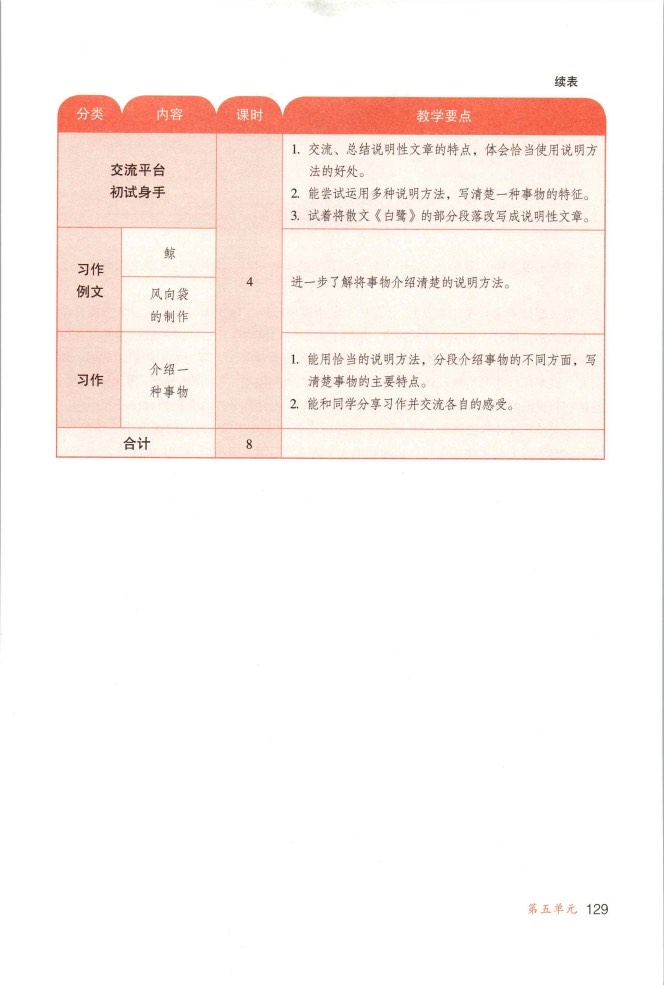 续表
分类 内容 课时 教学要点
交流平台
初试身手
1. 交流、总结说明性文章的特点，体会恰当使用说明方
法的好处。
2. 能尝试运用多种说明方法，写清楚一种事物的特征。
3. 试着将散文《白鹭》的部分段落改写成说明性文章。
习作
例文
鲸
风向袋
的制作
4
进一步了解将事物介绍清楚的说明方法。
习作
介绍一
种事物
1. 能用恰当的说明方法，分段介绍事物的不同方面，写
清楚事物的主要特点。
2. 能和同学分享习作并交流各自的感受。
合计 8
第五单元 129